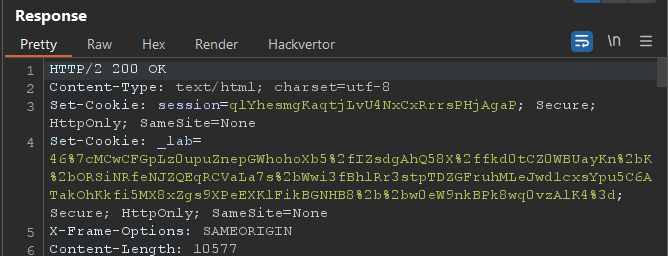 Response
\n
Pretty Raw Hex Render Hackvertor
1 HTTP/2 200 OK
2 Content-Type: text/html; charset=utf-8
3 Set-Cookie: session=qlYhesmgKaqtjLvU4NxCxRrrsPHjAgaP; Secure;
HttpOnly; SameSite=None
4 Set-Cookie: _lab=
46%7cMCwCFGpLz0upuZnepGWhohoXb5%2fIZsdgAhQ58X%2ffkd0tCZ0WBUayKn%2bK
%2bORSiNRfeNJZQEqRCVaLa7s%2bWwi3fBhlRr3stpTDZGFruhMLeJwdlcxsYpu5C6A
TakOhKkfi5MX8xZgs9XPeEXKlFikBGNHB8%2b%2bw0eW9nkBPk8wq0vzAlK4%3d;
Secure; HttpOnly; SameSite=None
5 X-Frame-Options: SAMEORIGIN
6 Content-Length: 10577